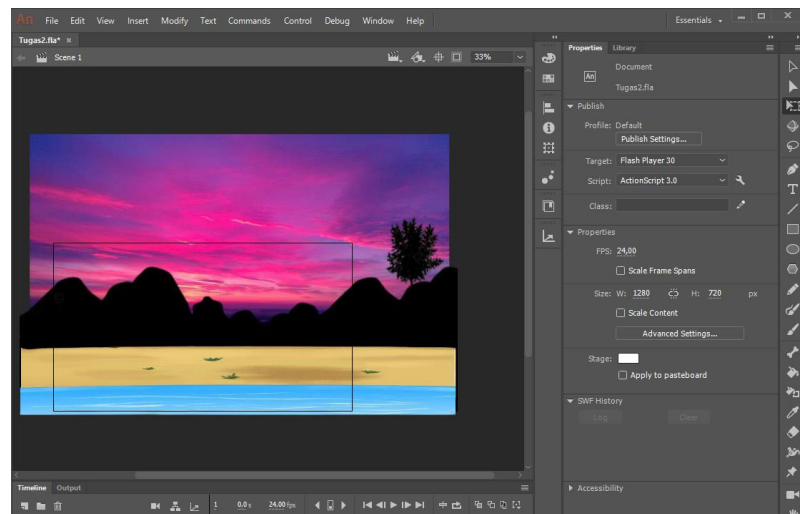 An File Edit View Insert Modify Text Commands Control Debug Window Help Essentials
Tugas2.fla* ×
Scene 1 33%
Properties Library
An Document
Tugas2.fla
Publish
Profile: Default
Publish Settings...
Target: Flash Player 30
Script: ActionScript 3.0
Class:
Properties
FPS: 24,00
Scale Frame Spans
Size: W: 1280 H: 720 px
Scale Content
Advanced Settings...
Stage:
Apply to pasteboard
SWF History
Log Clear
Accessibility
Timeline Output
1 0.0 s 24.00 fps